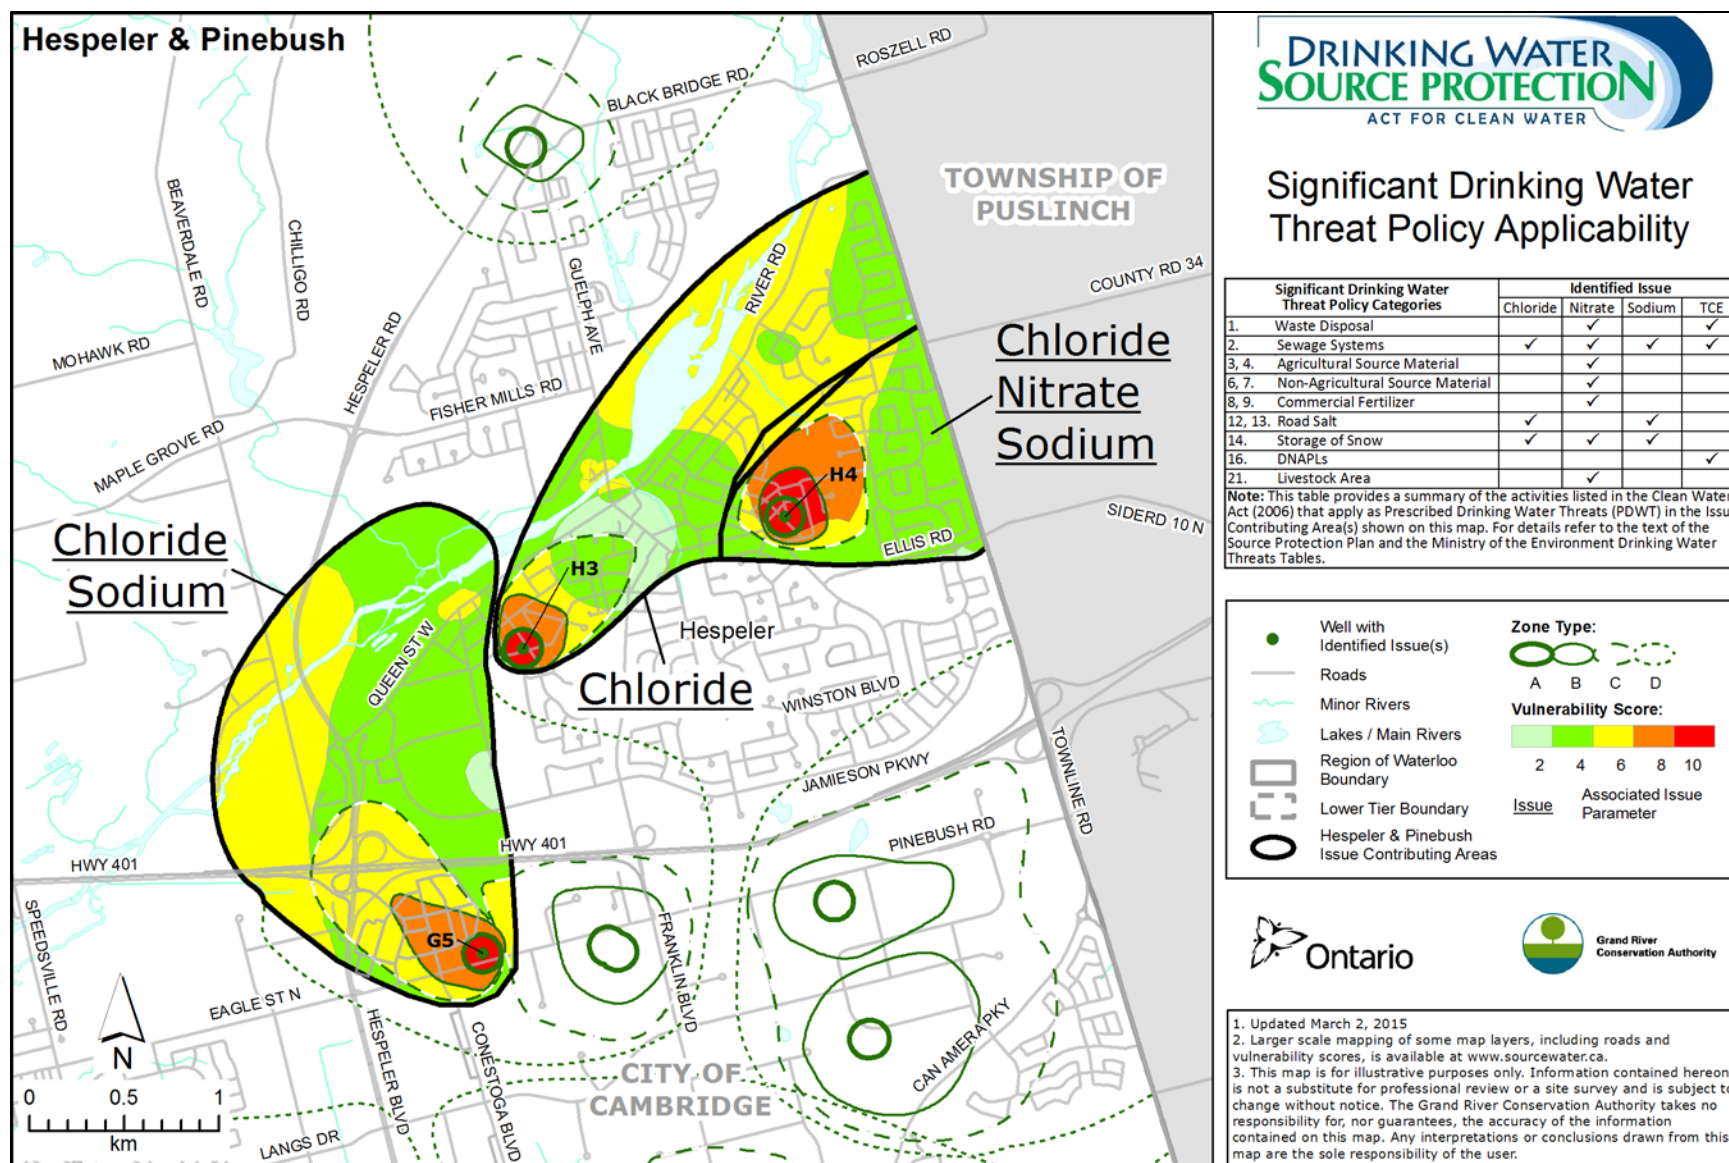 Hespeler & Pinebush
ROSZELL RD
BLACK BRIDGE RD
BEAVERDALE RD
CHILLIGO RD
TOWNSHIP OF
PUSLINCH
GUELPH AVE
RIVER RD
COUNTY RD 34
HESPELER RD
MOHAWK RD
Chloride
Nitrate
Sodium
FISHER MILLS RD
MAPLE GROVE RD
H4
SIDERD 10 N
ELLIS RD
Chloride
Sodium
H3
Hespeler
QUEEN ST W
Chloride
WINSTON BLVD
TOWNLINE RD
JAMIESON PKWY
PINEBUSH RD
HWY 401
HWY 401
SPEEDSVILLE RD
G5
FRANKLIN BLVD
EAGLE ST N
HESPELER BLVD
CONESTOGA BLVD
CAN AMERA PKY
CITY OF
CAMBRIDGE
LANGS DR
N
0 0.5 1
km
DRINKING WATER
SOURCE PROTECTION
ACT FOR CLEAN WATER
Significant Drinking Water
Threat Policy Applicability
Significant Drinking Water
Threat Policy Categories
Identified Issue
Chloride Nitrate Sodium TCE
1. Waste Disposal ✓ ✓
2. Sewage Systems ✓ ✓ ✓ ✓
3, 4. Agricultural Source Material ✓
6, 7. Non-Agricultural Source Material ✓
8, 9. Commercial Fertilizer ✓
12, 13. Road Salt ✓ ✓
14. Storage of Snow ✓ ✓ ✓
16. DNAPLs ✓
21. Livestock Area ✓
Note: This table provides a summary of the activities listed in the Clean Water
Act (2006) that apply as Prescribed Drinking Water Threats (PDWT) in the Issu
Contributing Area(s) shown on this map. For details refer to the text of the
Source Protection Plan and the Ministry of the Environment Drinking Water
Threats Tables.
Well with
Identified Issue(s)
Roads
Minor Rivers
Lakes / Main Rivers
Region of Waterloo
Boundary
Lower Tier Boundary
Hespeler & Pinebush
Issue Contributing Areas
Zone Type:
A B C D
Vulnerability Score:
2 4 6 8 10
Issue
Associated Issue
Parameter
Ontario
Grand River
Conservation Authority
1. Updated March 2, 2015
2. Larger scale mapping of some map layers, including roads and
vulnerability scores, is available at www.sourcewater.ca.
3. This map is for illustrative purposes only. Information contained hereon
is not a substitute for professional review or a site survey and is subject to
change without notice. The Grand River Conservation Authority takes no
responsibility for, nor guarantees, the accuracy of the information
contained on this map. Any interpretations or conclusions drawn from this
map are the sole responsibility of the user.